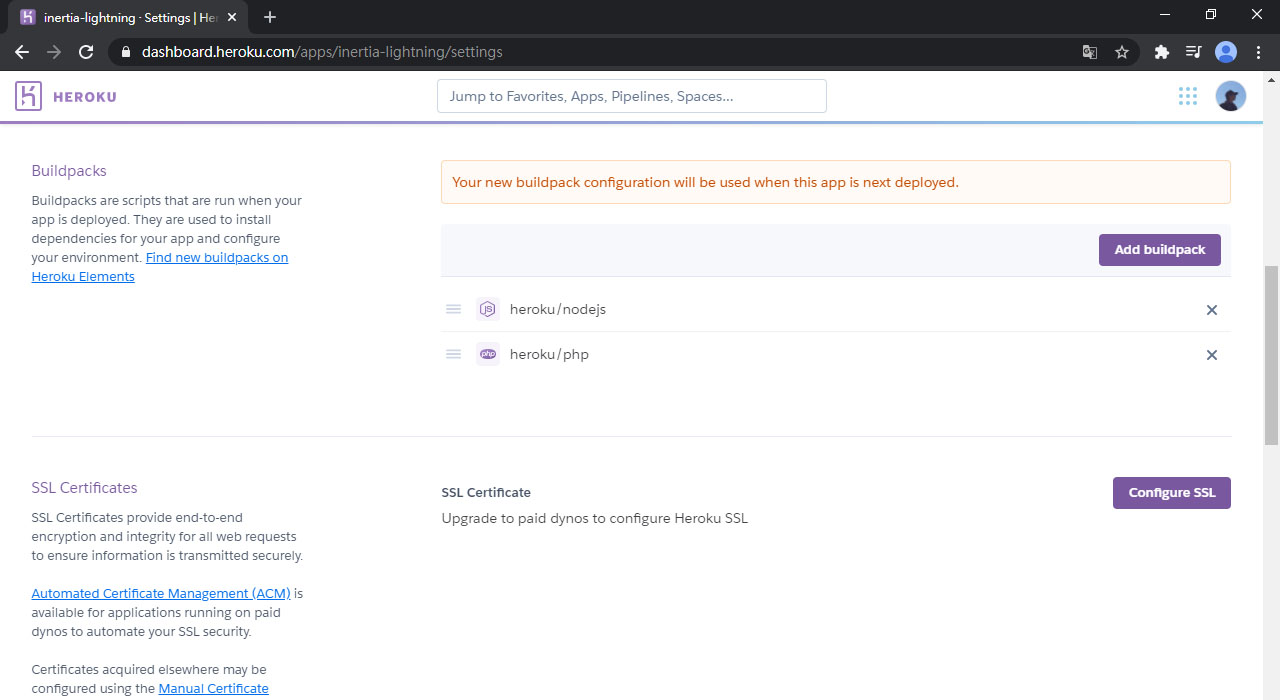 inertia-lightning · Settings | Her
dashboard.heroku.com/apps/inertia-lightning/settings
HEROKU
Jump to Favorites, Apps, Pipelines, Spaces...
Buildpacks
Buildpacks are scripts that are run when your
app is deployed. They are used to install
dependencies for your app and configure
your environment. Find new buildpacks on
Heroku Elements
Your new buildpack configuration will be used when this app is next deployed.
Add buildpack
JS heroku/nodejs
php heroku/php
SSL Certificates
SSL Certificates provide end-to-end
encryption and integrity for all web requests
to ensure information is transmitted securely.
Automated Certificate Management (ACM) is
available for applications running on paid
dynos to automate your SSL security.
Certificates acquired elsewhere may be
configured using the Manual Certificate
SSL Certificate
Upgrade to paid dynos to configure Heroku SSL
Configure SSL